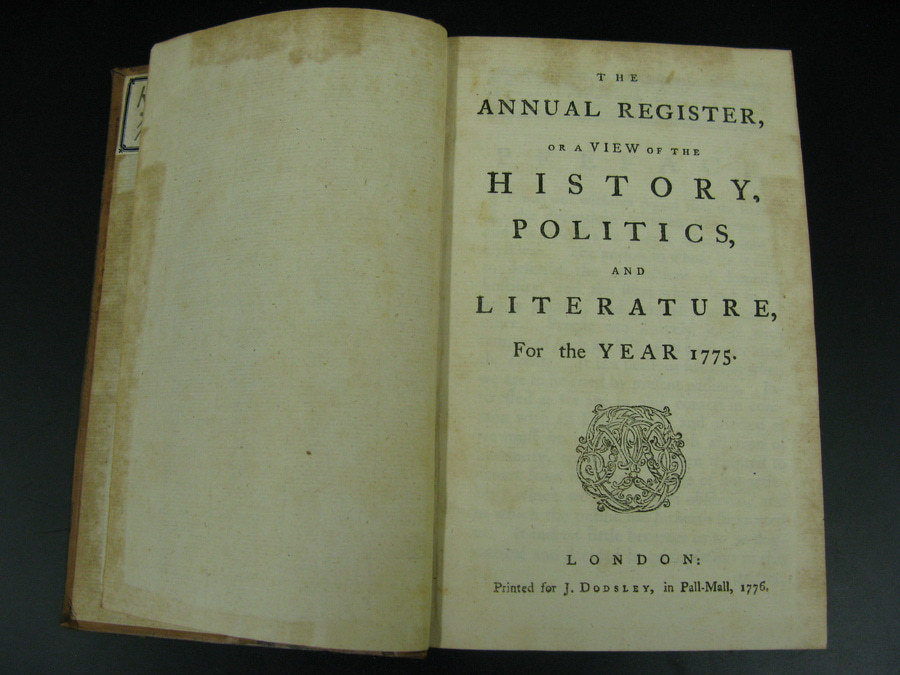 THE
ANNUAL REGISTER,
OR A VIEW OF THE
HISTORY,
POLITICS,
AND
LITERATURE,
For the YEAR 1775.
LONDON:
Printed for J. DODSLEY, in Pall-Mall, 1776.